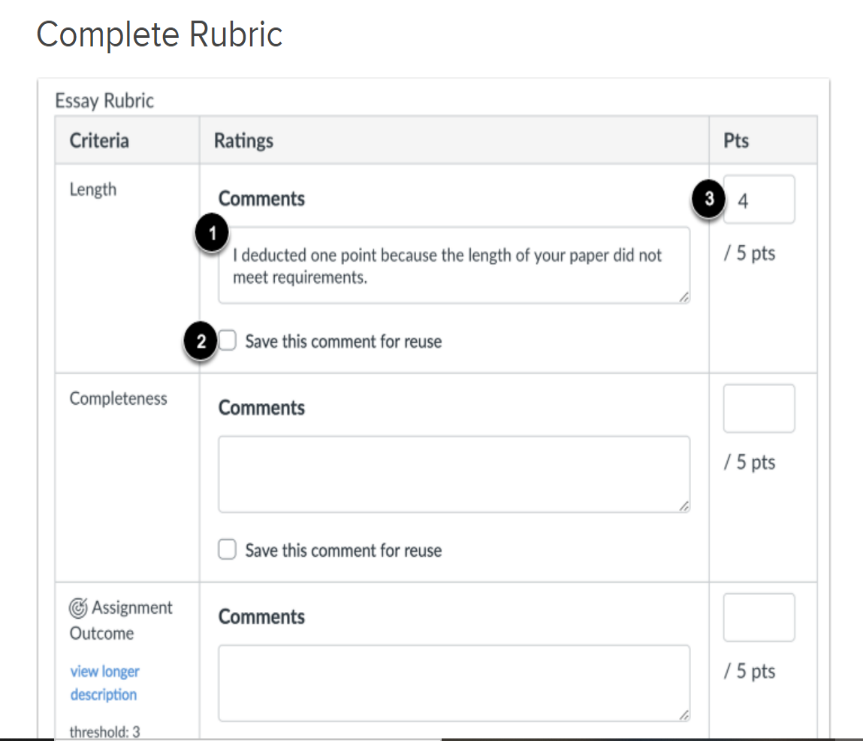 Complete Rubric
Essay Rubric
Criteria Ratings Pts
Length
Comments
3 4
1
I deducted one point because the length of your paper did not
meet requirements.
/ 5 pts
2 Save this comment for reuse
Completeness
Comments
/ 5 pts
Save this comment for reuse
Assignment
Outcome
Comments
view longer
description
/ 5 pts
threshold: 3